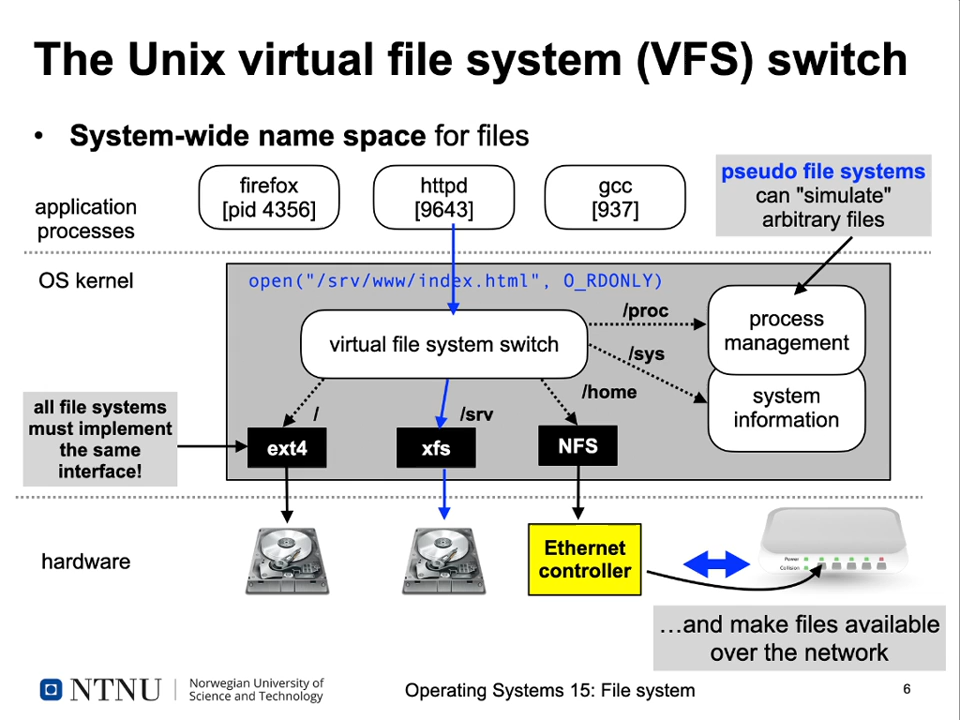 The Unix virtual file system (VFS) switch
• System-wide name space for files
application
processes
firefox
[pid 4356]
httpd
[9643]
gcc
[937]
pseudo file systems
can "simulate"
arbitrary files
OS kernel
open("/srv/www/index.html", O_RDONLY)
virtual file system switch
/proc
/sys
/home
/
/srv
process
management
system
information
all file systems
must implement
the same
interface!
ext4
xfs
NFS
hardware
Ethernet
controller
Power
Collision
…and make files available
over the network
NTNU
Norwegian University of
Science and Technology
Operating Systems 15: File system
6